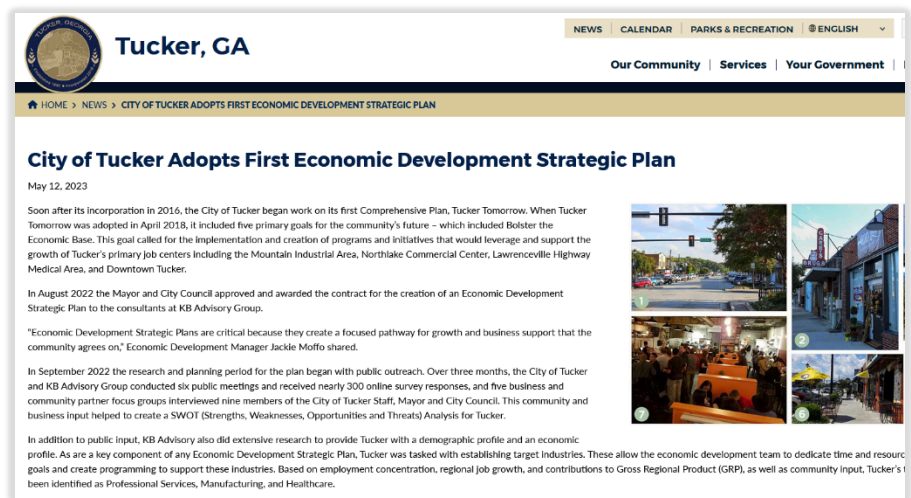 TUCKER, GEORGIA
Tucker, GA
NEWS CALENDAR PARKS & RECREATION ENGLISH
Our Community | Services | Your Government |
HOME > NEWS > CITY OF TUCKER ADOPTS FIRST ECONOMIC DEVELOPMENT STRATEGIC PLAN
City of Tucker Adopts First Economic Development Strategic Plan
May 12, 2023
Soon after its incorporation in 2016, the City of Tucker began work on its first Comprehensive Plan, Tucker Tomorrow. When Tucker
Tomorrow was adopted in April 2018, it included five primary goals for the community's future – which included Bolster the
Economic Base. This goal called for the implementation and creation of programs and initiatives that would leverage and support the
growth of Tucker's primary job centers including the Mountain Industrial Area, Northlake Commercial Center, Lawrenceville Highway
Medical Area, and Downtown Tucker.
In August 2022 the Mayor and City Council approved and awarded the contract for the creation of an Economic Development
Strategic Plan to the consultants at KB Advisory Group.
"Economic Development Strategic Plans are critical because they create a focused pathway for growth and business support that the
community agrees on," Economic Development Manager Jackie Moffo shared.
In September 2022 the research and planning period for the plan began with public outreach. Over three months, the City of Tucker
and KB Advisory Group conducted six public meetings and received nearly 300 online survey responses, and five business and
community partner focus groups interviewed nine members of the City of Tucker Staff, Mayor and City Council. This community and
business input helped to create a SWOT (Strengths, Weaknesses, Opportunities and Threats) Analysis for Tucker.
In addition to public input, KB Advisory also did extensive research to provide Tucker with a demographic profile and an economic
profile. As are a key component of any Economic Development Strategic Plan, Tucker was tasked with establishing target industries. These allow the economic development team to dedicate time and resourc
goals and create programming to support these industries. Based on employment concentration, regional job growth, and contributions to Gross Regional Product (GRP), as well as community input, Tucker's t
been identified as Professional Services, Manufacturing, and Healthcare.
1
2
DRUGS
7
6